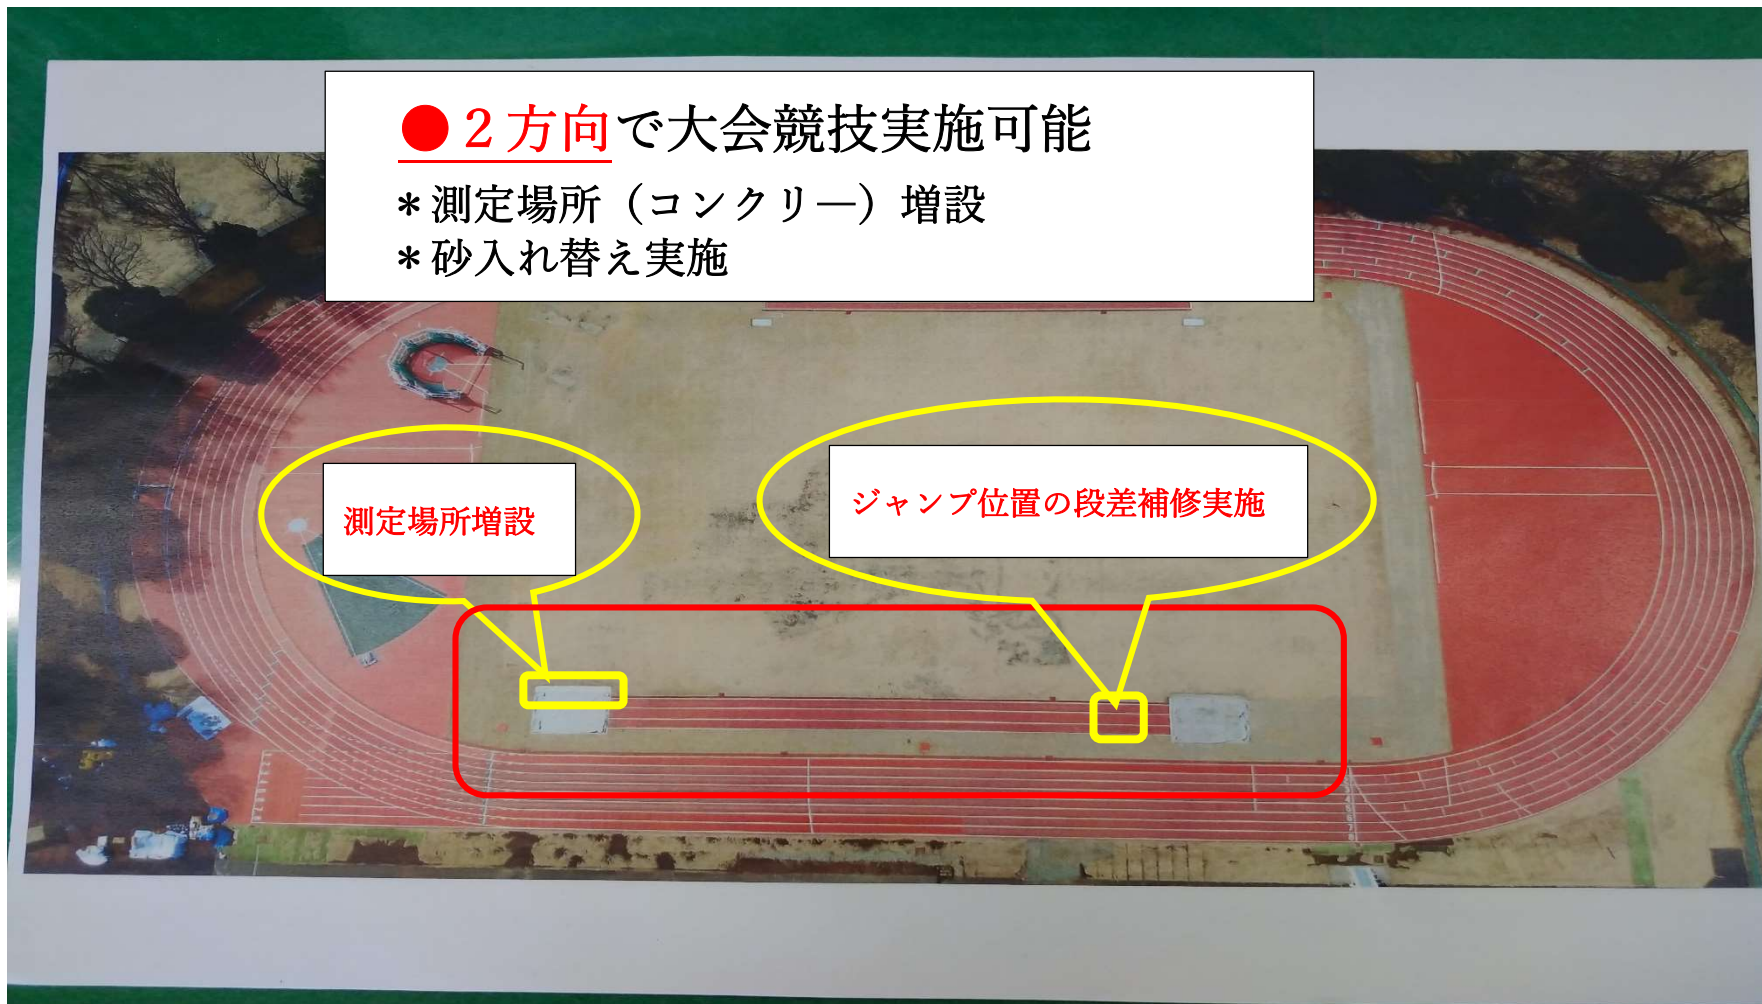 ●２方向で大会競技実施可能
＊測定場所（コンクリ―）増設
＊砂入れ替え実施
測定場所増設
ジャンプ位置の段差補修実施